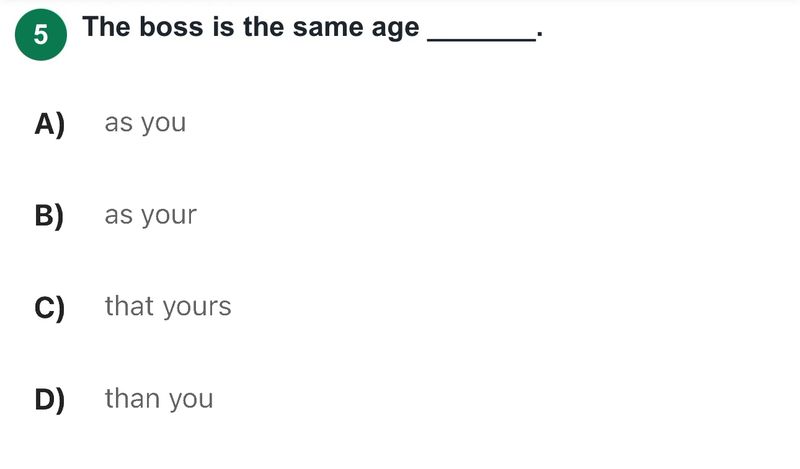 5 The boss is the same age _______.
A) as you
B) as your
C) that yours
D) than you